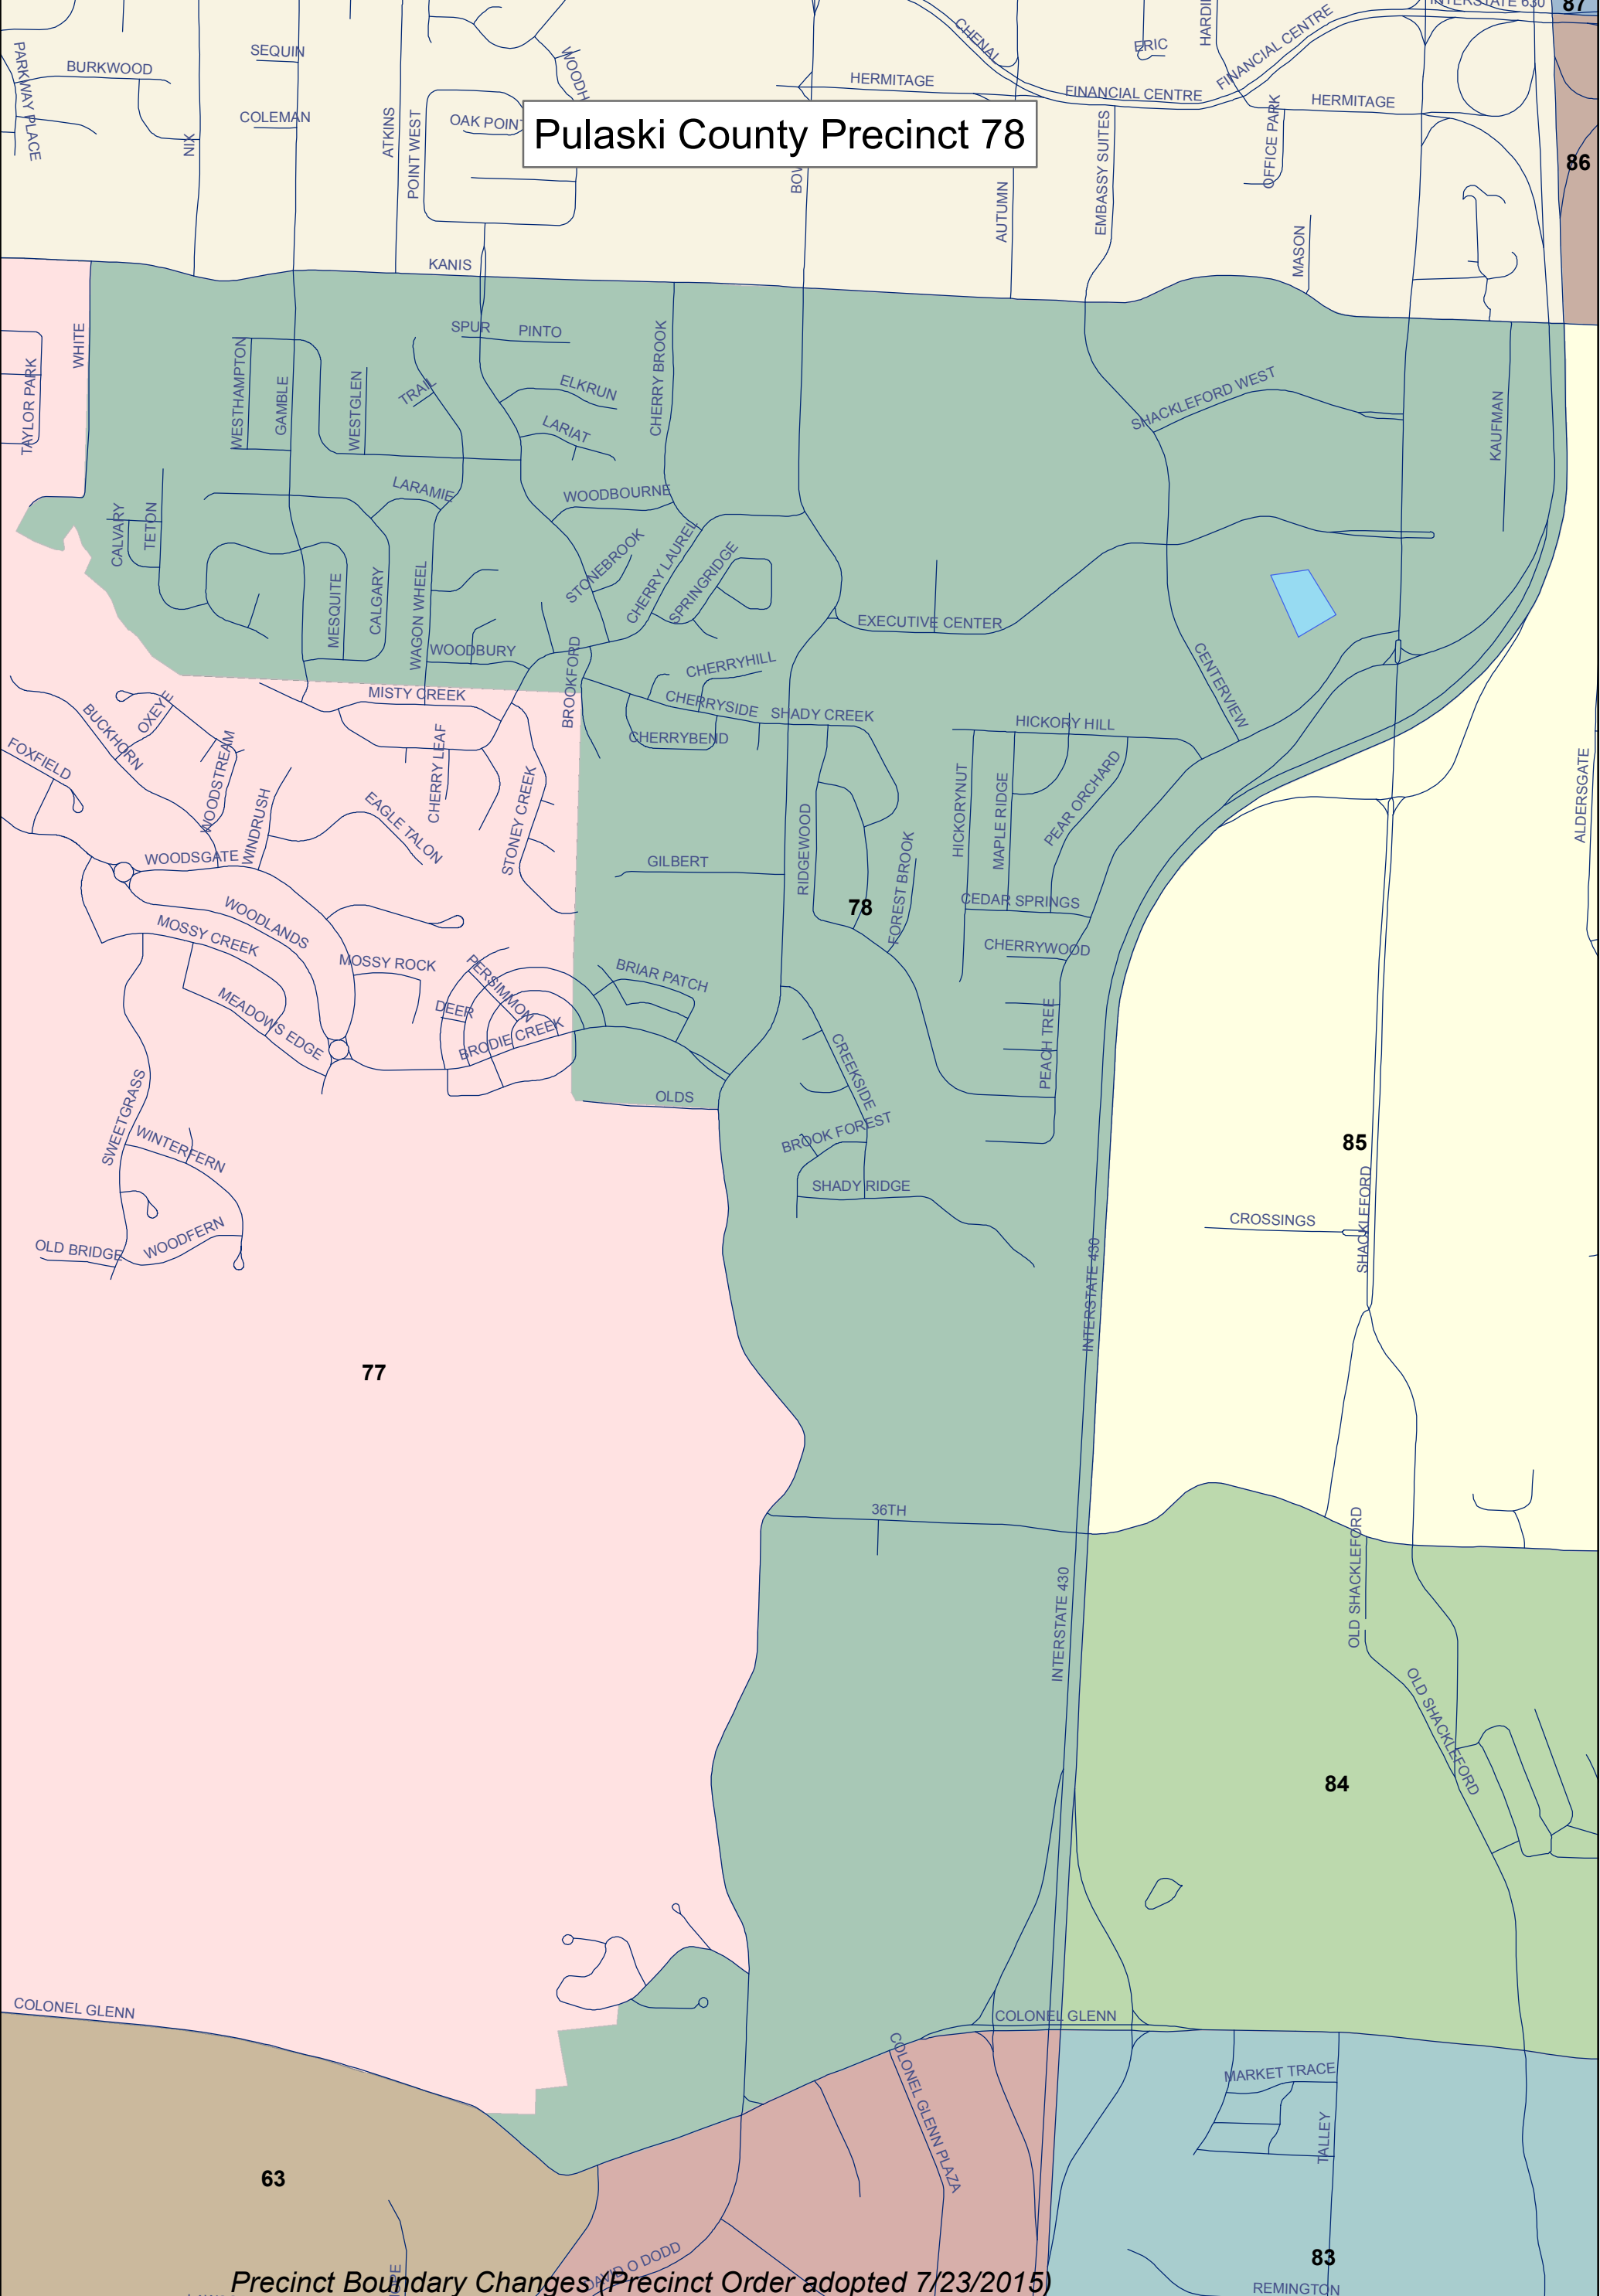 INTERSTATE 630
87
CHENAL
ERIC
FINANCIAL CENTRE
PARKWAY PLACE
BURKWOOD
SEQUIN
HERMITAGE
FINANCIAL CENTRE
HERMITAGE
COLEMAN
NIX
ATKINS
POINT WEST
Pulaski County Precinct 78
AUTUMN
EMBASSY SUITES
OFFICE PARK
86
MASON
KANIS
WHITE
TAYLOR PARK
SPUR
PINTO
WESTHAMPTON
GAMBLE
WESTGLEN
TRAIL
ELKRUN
LARIAT
CHERRY BROOK
SHACKLEFORD WEST
KAUFMAN
LARAMIE
WOODBOURNE
CALVARY
TETON
STONEBROOK
CHERRY LAUREL
SPRINGRIDGE
MESQUITE
CALGARY
WAGON WHEEL
EXECUTIVE CENTER
WOODBURY
BROOKFORD
CHERRYHILL
CENTERVIEW
MISTY CREEK
CHERRYSIDE
SHADY CREEK
HICKORY HILL
CHERRYBEND
BUCKHORN
OXEYE
FOXFIELD
WOODSTREAM
CHERRY LEAF
STONEY CREEK
WINDRUSH
EAGLE TALON
RIDGEWOOD
HICKORYNUT
MAPLE RIDGE
PEAR ORCHARD
ALDERSGATE
WOODSGATE
GILBERT
FOREST BROOK
78
CEDAR SPRINGS
WOODLANDS
MOSSY CREEK
CHERRYWOOD
MOSSY ROCK
PERSIMMON
BRIAR PATCH
MEADOWS EDGE
DEER
BRODIE CREEK
CREEKSIDE
PEACH TREE
OLDS
SWEETGRASS
WINTERFERN
BROOK FOREST
85
SHADY RIDGE
SHACKLEFORD
CROSSINGS
OLD BRIDGE
WOODFERN
INTERSTATE 430
77
36TH
OLD SHACKLEFORD
INTERSTATE 430
OLD SHACKLEFORD
84
COLONEL GLENN
COLONEL GLENN
COLONEL GLENN PLAZA
MARKET TRACE
TALLEY
63
83
DAVID O DODD
Precinct Boundary Changes (Precinct Order adopted 7/23/2015)
REMINGTON